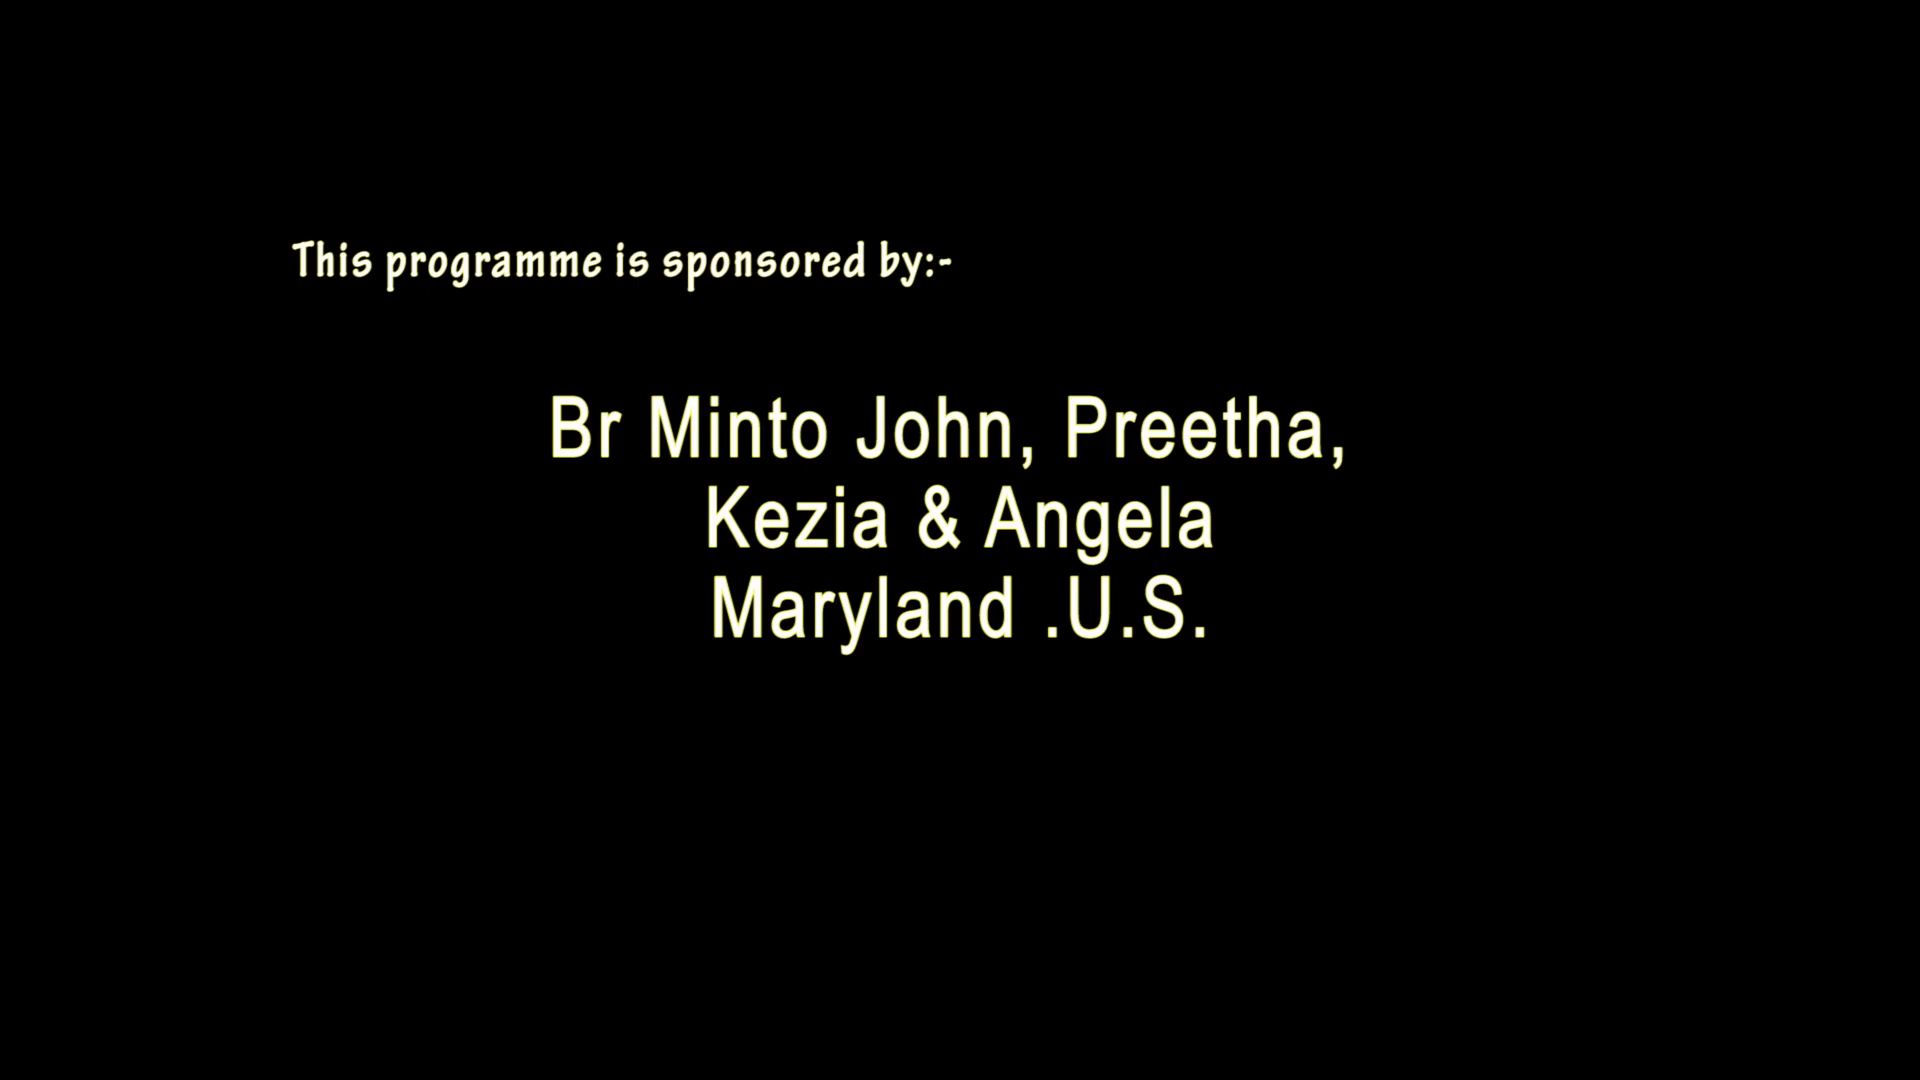 This programme is sponsored by:-
Br Minto John, Preetha,
Kezia & Angela
Maryland .U.S.